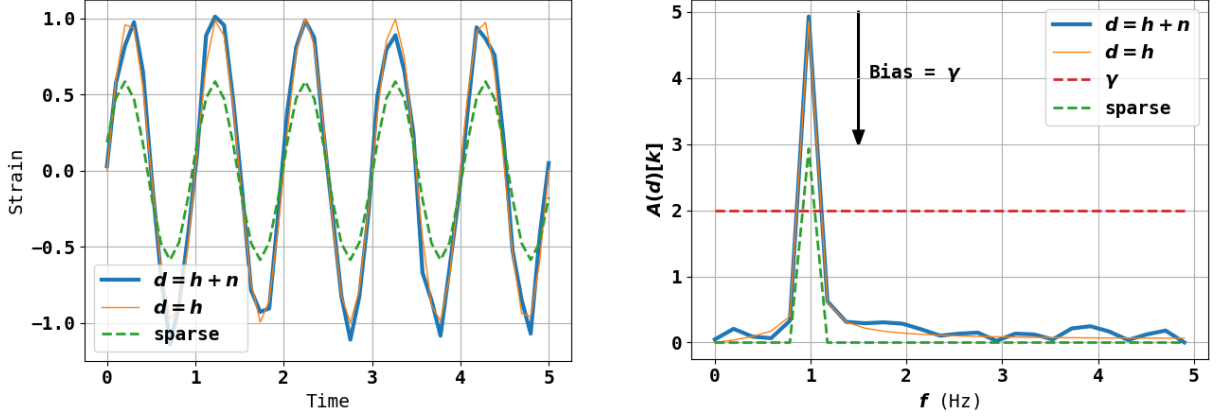 1.0
0.5
0.0
−0.5
−1.0
Strain
0 1 2 3 4 5
Time
d = h + n
d = h
sparse
5
4
3
2
1
0
A(d)[k]
0 1 2 3 4 5
f (Hz)
Bias = γ
d = h + n
d = h
γ
sparse